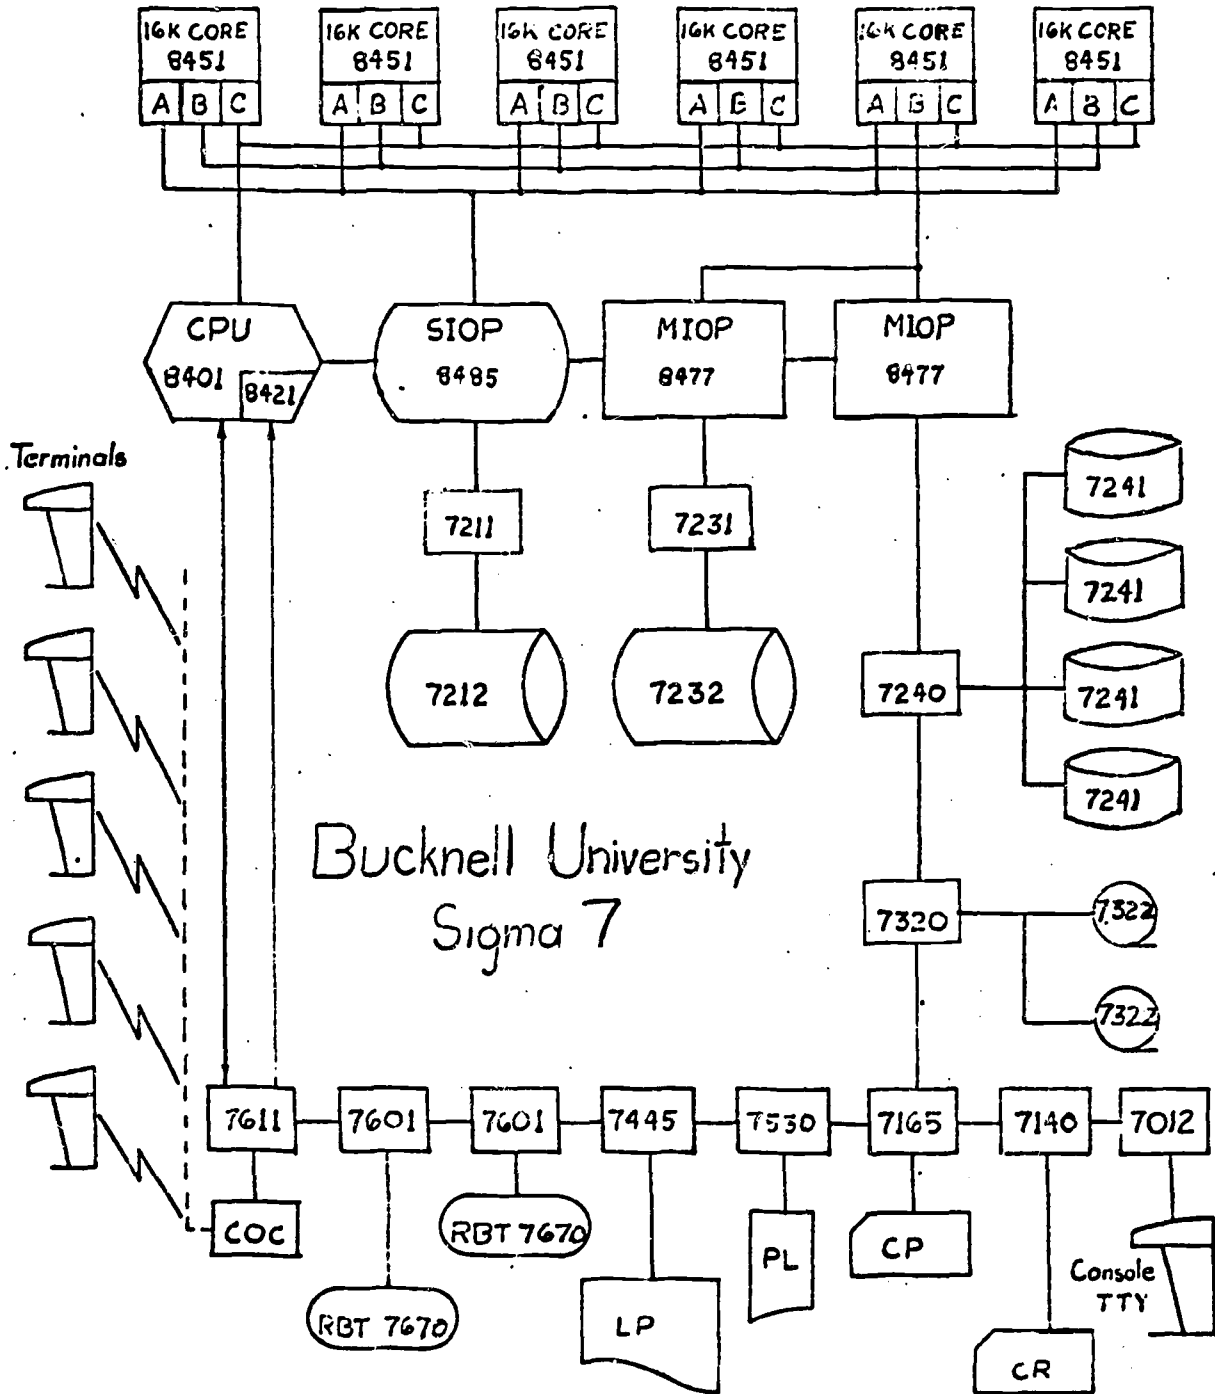 16K CORE 16K CORE 16K CORE 16K CORE 16K CORE 16K CORE
8451 8451 8451 8451 8451 8451
A B C A B C A B C A B C A B C A B C
CPU SIOP MIOP MIOP
8401 8421 8485 8477 8477
Terminals
7241
7211 7231
7241
7212 7232 7240 7241
7241
Bucknell University
Sigma 7
7320 7322
7322
7611 7601 7601 7445 7530 7165 7140 7012
COC RBT 7670 PL CP
Console
TTY
RBT 7670 LP
CR